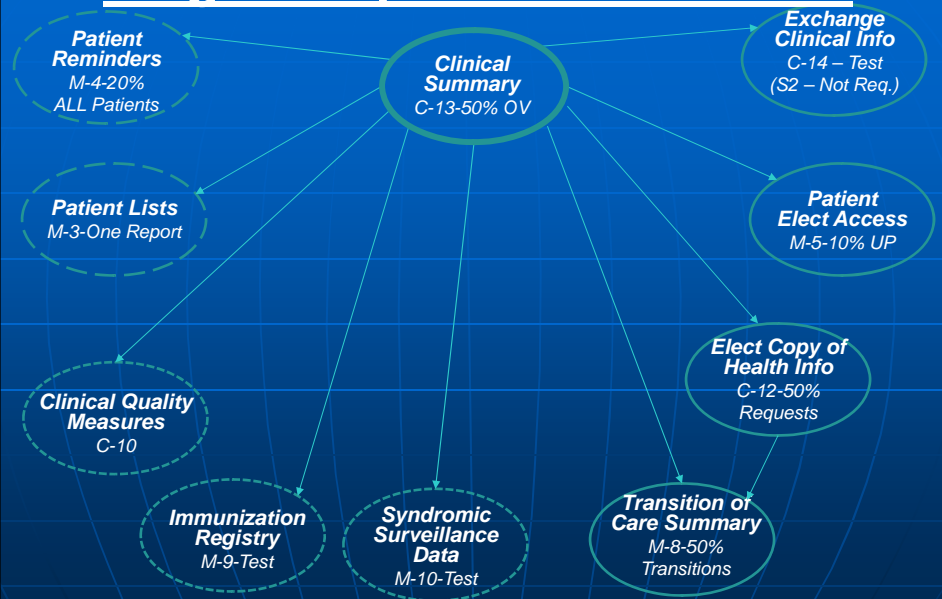 Patient
Reminders
M-4-20%
ALL Patients
Clinical
Summary
C-13-50% OV
Exchange
Clinical Info
C-14 – Test
(S2 – Not Req.)
Patient Lists
M-3-One Report
Patient
Elect Access
M-5-10% UP
Elect Copy of
Health Info
C-12-50%
Requests
Clinical Quality
Measures
C-10
Immunization
Registry
M-9-Test
Syndromic
Surveillance
Data
M-10-Test
Transition of
Care Summary
M-8-50%
Transitions